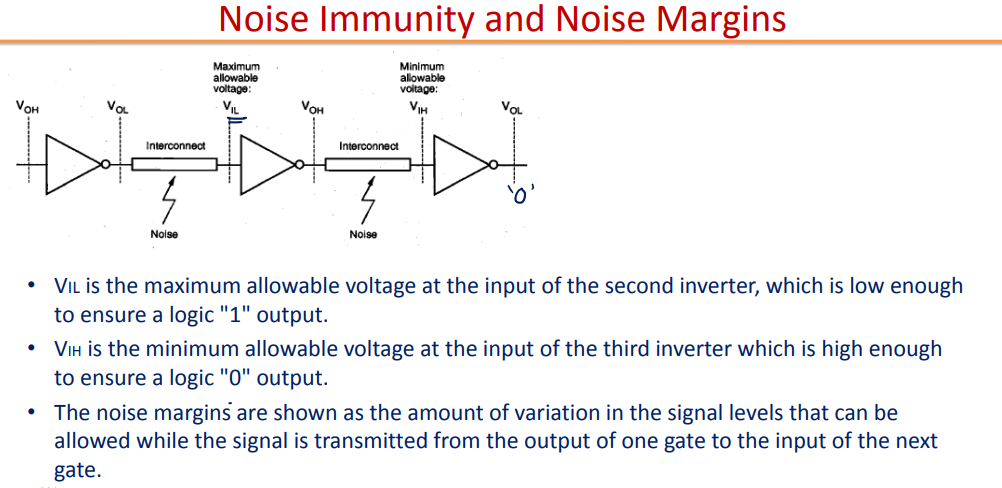 Noise Immunity and Noise Margins
Maximum
allowable
voltage:
Minimum
allowable
voltage:
VOH VOL VIL VOH VIH VOL
Interconnect Interconnect
'0'
Noise Noise
• VIL is the maximum allowable voltage at the input of the second inverter, which is low enough
to ensure a logic "1" output.
• VIH is the minimum allowable voltage at the input of the third inverter which is high enough
to ensure a logic "0" output.
• The noise margins are shown as the amount of variation in the signal levels that can be
allowed while the signal is transmitted from the output of one gate to the input of the next
gate.